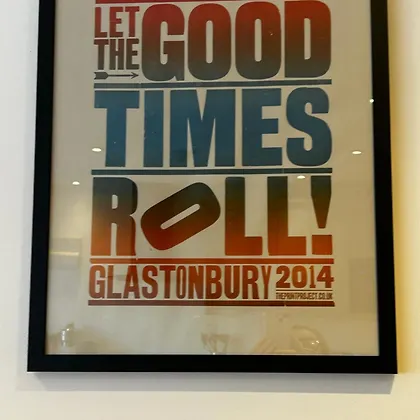 LET THE GOOD
TIMES
ROLL!
GLASTONBURY 2014
THEPRINTPROJECT.CO.UK